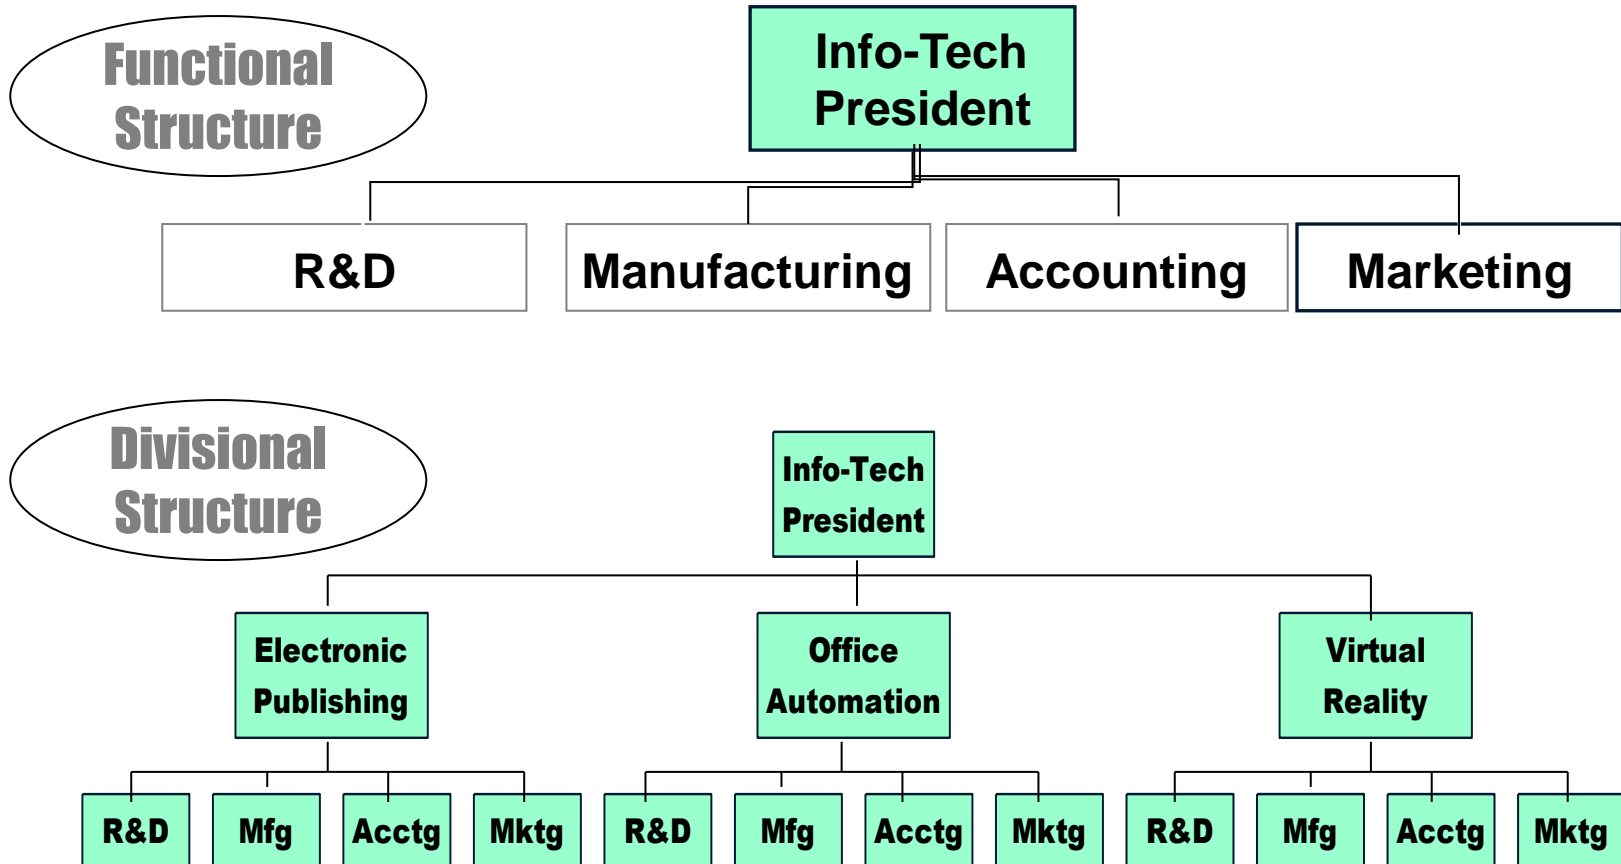 Functional
Structure
Info-Tech
President
R&D
Manufacturing
Accounting
Marketing
Divisional
Structure
Info-Tech
President
Electronic
Publishing
Office
Automation
Virtual
Reality
R&D
Mfg
Acctg
Mktg
R&D
Mfg
Acctg
Mktg
R&D
Mfg
Acctg
Mktg